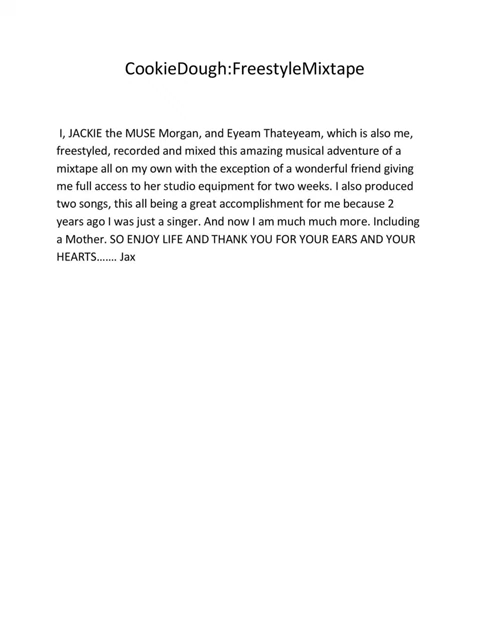 CookieDough:FreestyleMixtape
I, JACKIE the MUSE Morgan, and Eyeam Thateyeam, which is also me,
freestyled, recorded and mixed this amazing musical adventure of a
mixtape all on my own with the exception of a wonderful friend giving
me full access to her studio equipment for two weeks. I also produced
two songs, this all being a great accomplishment for me because 2
years ago I was just a singer. And now I am much much more. Including
a Mother. SO ENJOY LIFE AND THANK YOU FOR YOUR EARS AND YOUR
HEARTS……. Jax